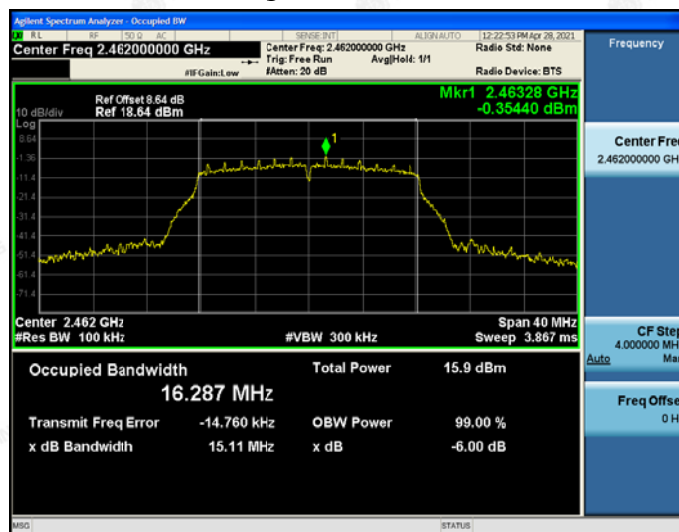 Agilent Spectrum Analyzer - Occupied BW
RL RF 50 Ω AC SENSE:INT ALIGN AUTO 12:22:53 PM Apr 28, 2021
Center Freq 2.462000000 GHz
Center Freq: 2.462000000 GHz
Radio Std: None
Trig: Free Run Avg|Hold: 1/1
#IFGain:Low #Atten: 20 dB Radio Device: BTS
Frequency
Ref Offset 8.64 dB
Mkr1 2.46328 GHz
10 dB/div Ref 18.64 dBm
-0.35440 dBm
Log
8.64
1
-1.36
-11.4
-21.4
-31.4
-41.4
-51.4
-61.4
-71.4
Center Fre
2.462000000 GH
Center 2.462 GHz
Span 40 MHz
#Res BW 100 kHz #VBW 300 kHz Sweep 3.867 ms
CF Step
4.000000 MH
Auto Ma
Occupied Bandwidth
Total Power 15.9 dBm
16.287 MHz
Transmit Freq Error -14.760 kHz OBW Power 99.00 %
x dB Bandwidth 15.11 MHz x dB -6.00 dB
Freq Offse
0 H
MSG STATUS